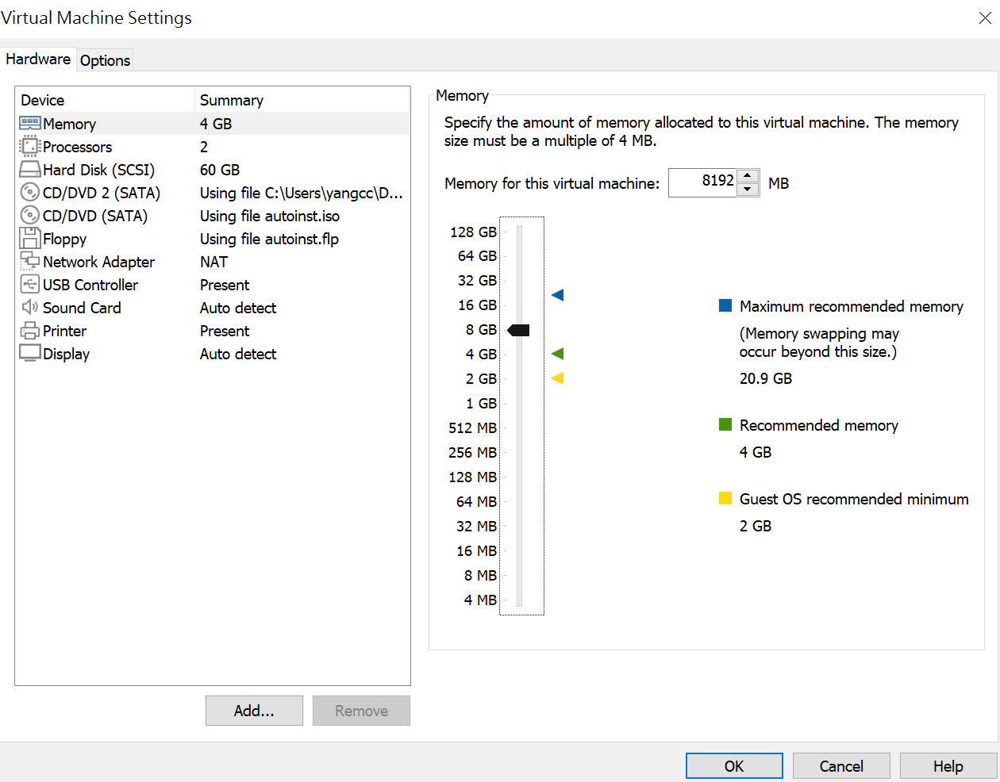 Virtual Machine Settings
Hardware Options
Device Summary
Memory 4 GB
Processors 2
Hard Disk (SCSI) 60 GB
CD/DVD 2 (SATA) Using file C:\Users\yangcc\D...
CD/DVD (SATA) Using file autoinst.iso
Floppy Using file autoinst.flp
Network Adapter NAT
USB Controller Present
Sound Card Auto detect
Printer Present
Display Auto detect
Add... Remove
Memory
Specify the amount of memory allocated to this virtual machine. The memory
size must be a multiple of 4 MB.
Memory for this virtual machine: 8192 MB
128 GB
64 GB
32 GB
16 GB
8 GB
4 GB
2 GB
1 GB
512 MB
256 MB
128 MB
64 MB
32 MB
16 MB
8 MB
4 MB
Maximum recommended memory
(Memory swapping may
occur beyond this size.)
20.9 GB
Recommended memory
4 GB
Guest OS recommended minimum
2 GB
OK Cancel Help